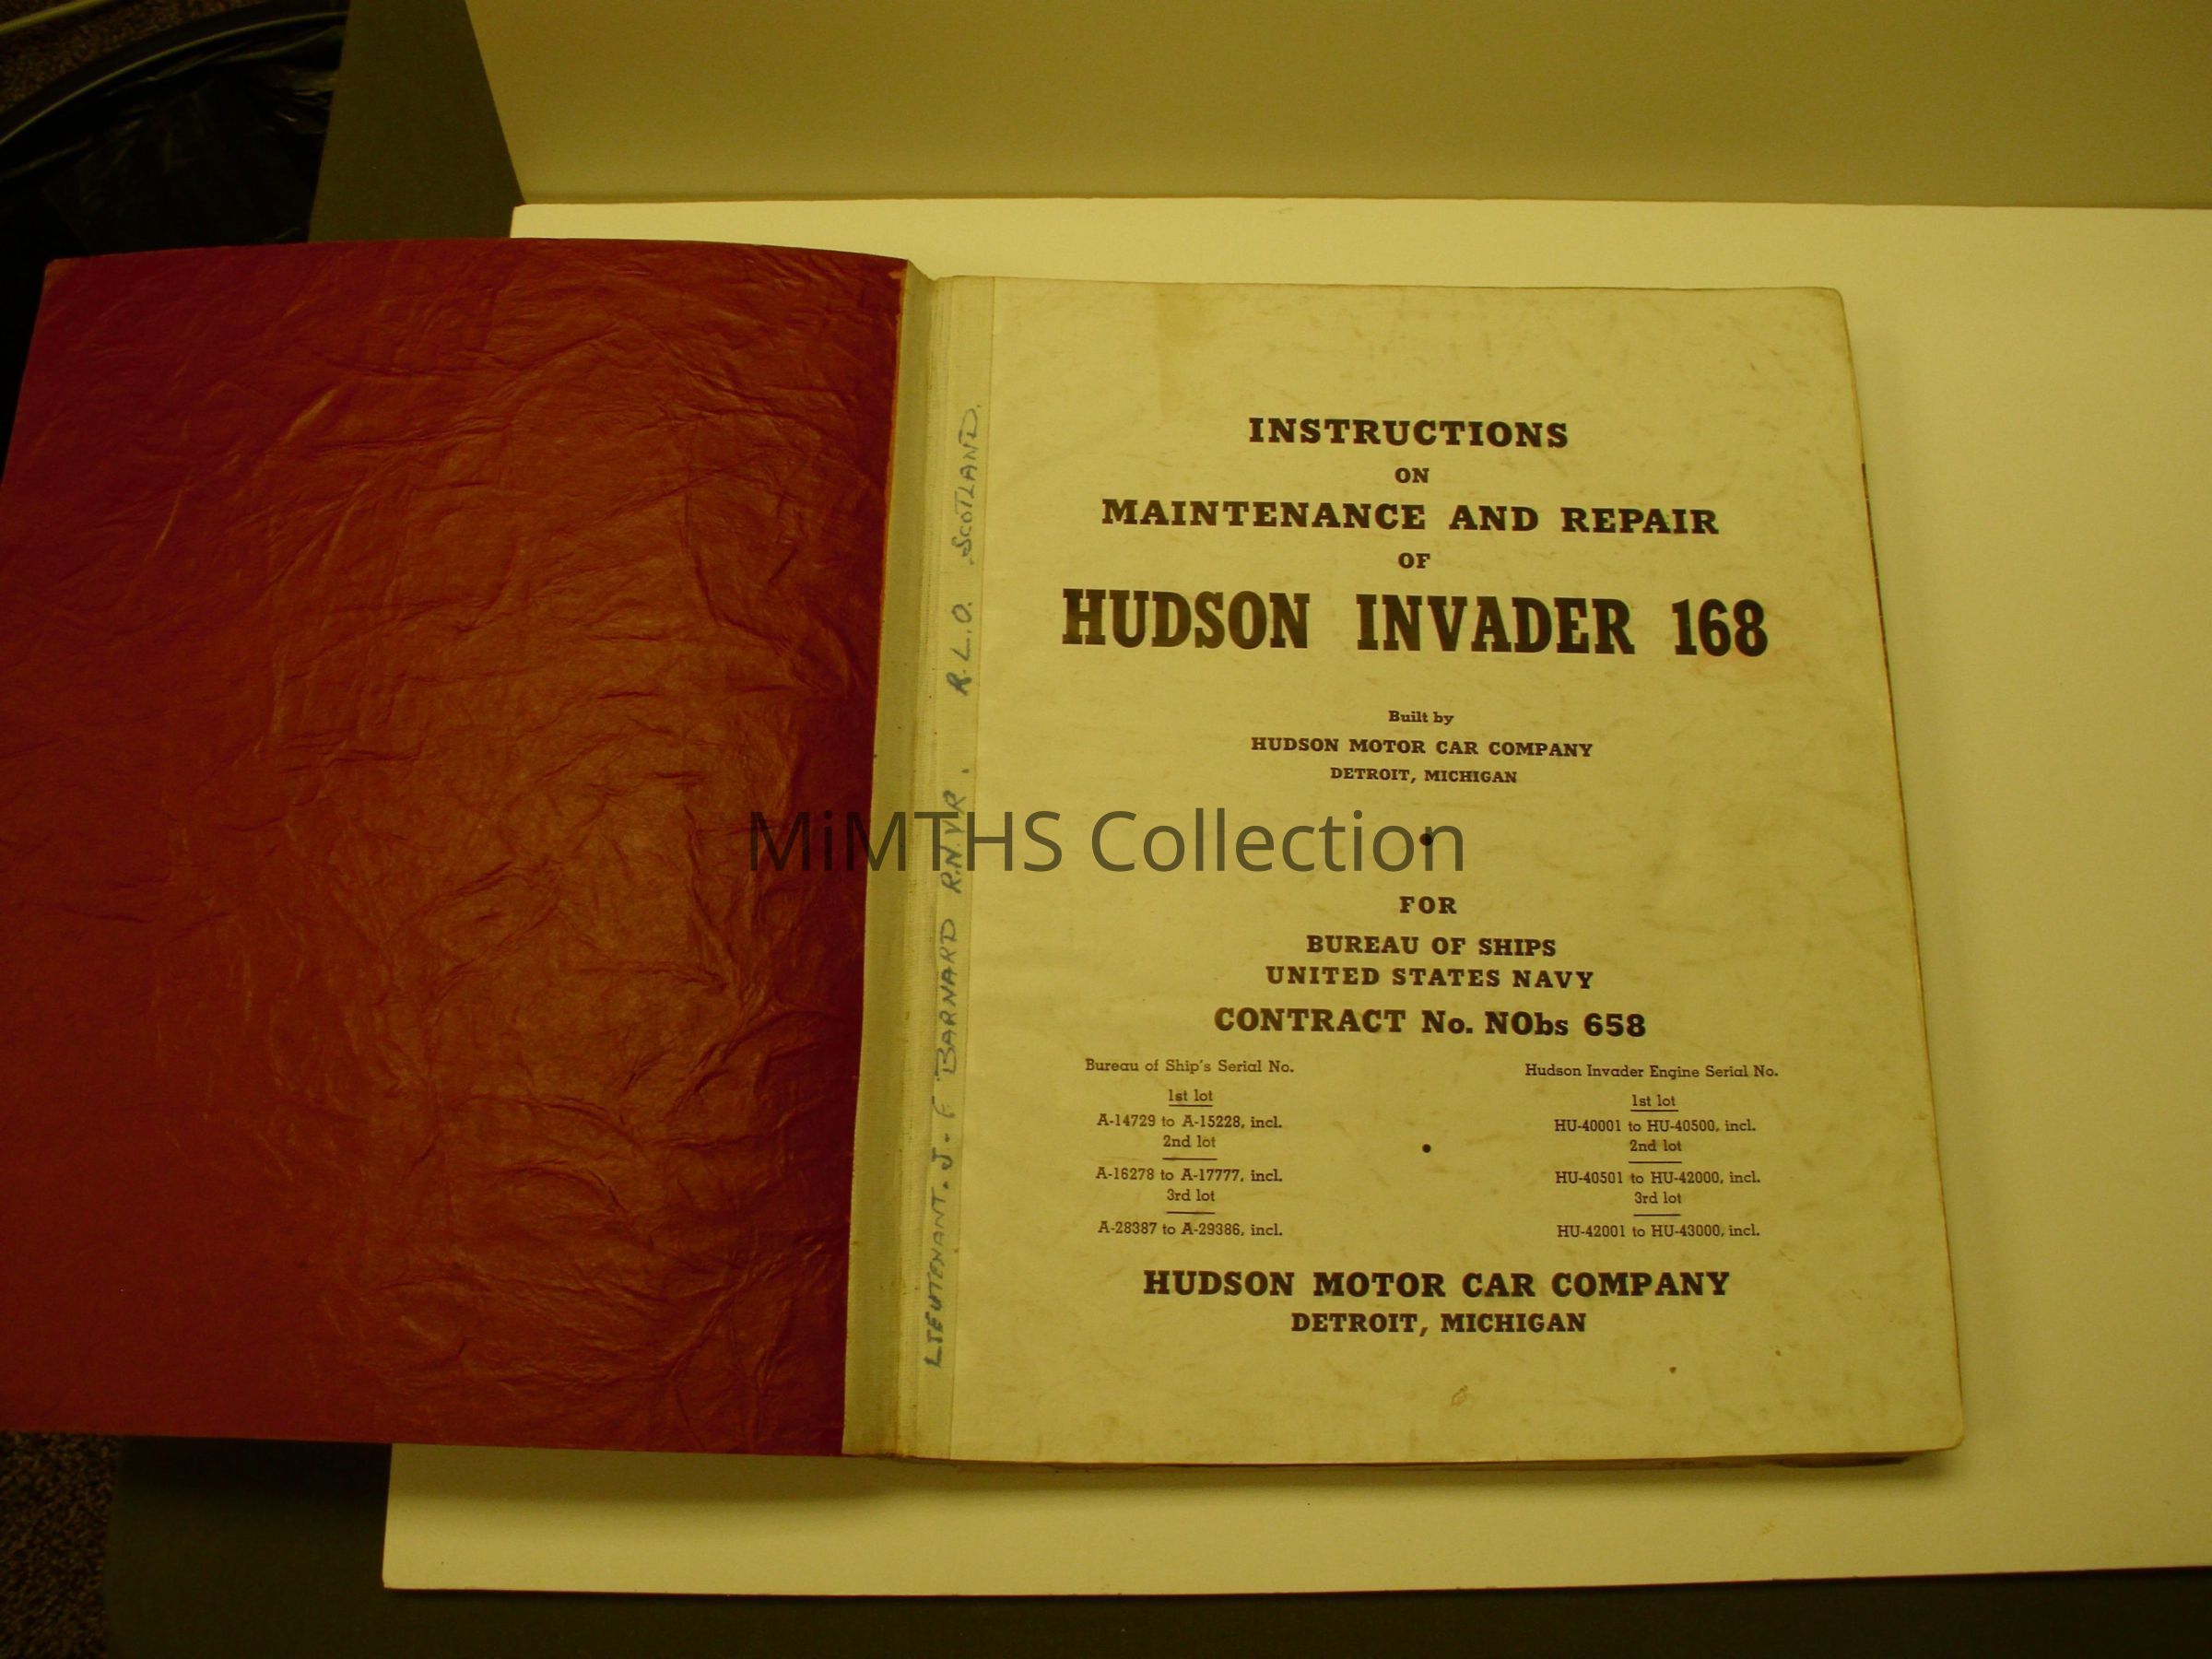 LIEUTENANT. J. F BARNARD R.N.V.R. R.L.O. SCOTLAND.
INSTRUCTIONS
ON
MAINTENANCE AND REPAIR
OF
HUDSON INVADER 168
Built by
HUDSON MOTOR CAR COMPANY
DETROIT, MICHIGAN
MiMTHS Collection
FOR
BUREAU OF SHIPS
UNITED STATES NAVY
CONTRACT No. NObs 658
Bureau of Ship's Serial No.
1st lot
A-14729 to A-15228, incl.
2nd lot
A-16278 to A-17777, incl.
3rd lot
A-28387 to A-29386, incl.
Hudson Invader Engine Serial No.
1st lot
HU-40001 to HU-40500, incl.
2nd lot
HU-40501 to HU-42000, incl.
3rd lot
HU-42001 to HU-43000, incl.
HUDSON MOTOR CAR COMPANY
DETROIT, MICHIGAN